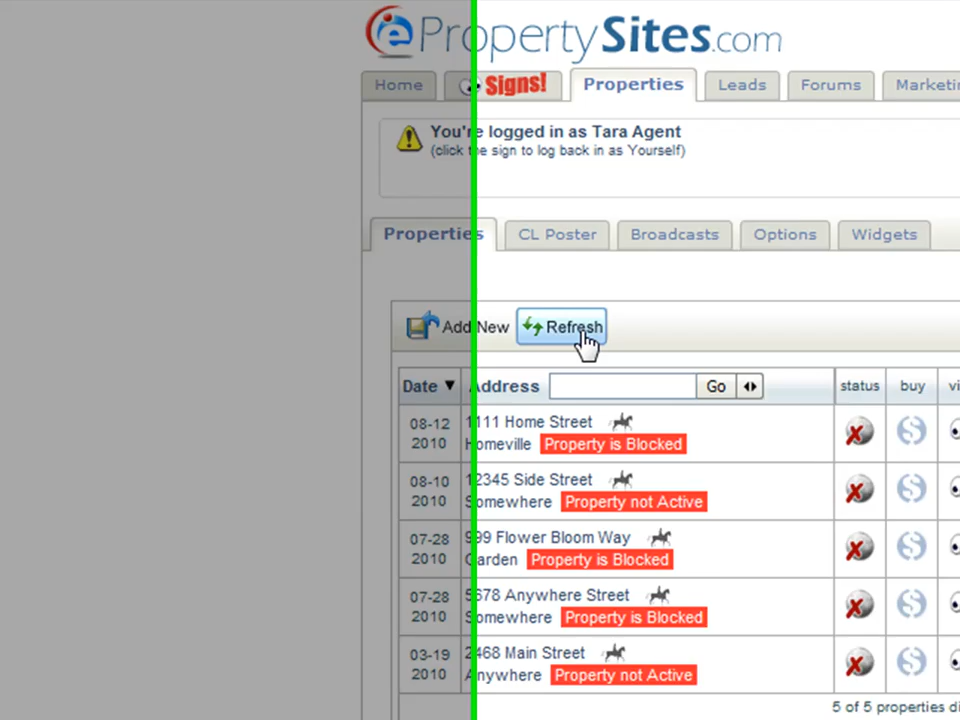 ePropertySites.com
Home Signs! Properties Leads Forums Marketin
You're logged in as Tara Agent
(click the sign to log back in as Yourself)
Properties CL Poster Broadcasts Options Widgets
Add New Refresh
Date ▼ Address Go status buy vi
08-12 1111 Home Street
2010 Homeville Property is Blocked
08-10 12345 Side Street
2010 Somewhere Property not Active
07-28 999 Flower Bloom Way
2010 Garden Property is Blocked
07-28 5678 Anywhere Street
2010 Somewhere Property is Blocked
03-19 2468 Main Street
2010 Anywhere Property not Active
5 of 5 properties di